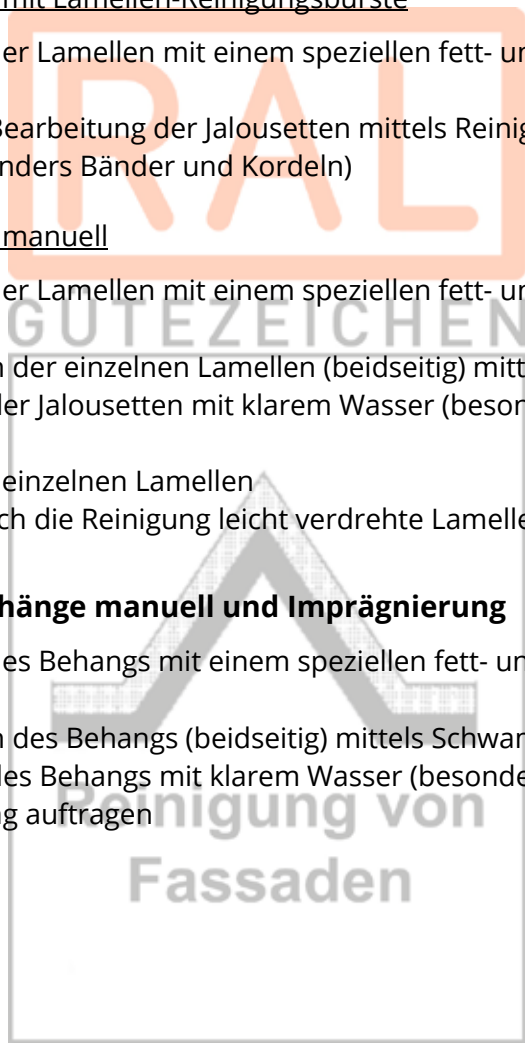 mit Lamellen-Reinigungsbürste
er Lamellen mit einem speziellen fett- un
Bearbeitung der Jalousetten mittels Reinig
nders Bänder und Kordeln)
manuell
er Lamellen mit einem speziellen fett- un
der einzelnen Lamellen (beidseitig) mitt
der Jalousetten mit klarem Wasser (beson
einzelnen Lamellen
ch die Reinigung leicht verdrehte Lamelle
hänge manuell und Imprägnierung
es Behangs mit einem speziellen fett- un
des Behangs (beidseitig) mittels Schwam
des Behangs mit klarem Wasser (besonde
g auftragen
RAL
GÜTEZEICHEN
Reinigung von
Fassaden